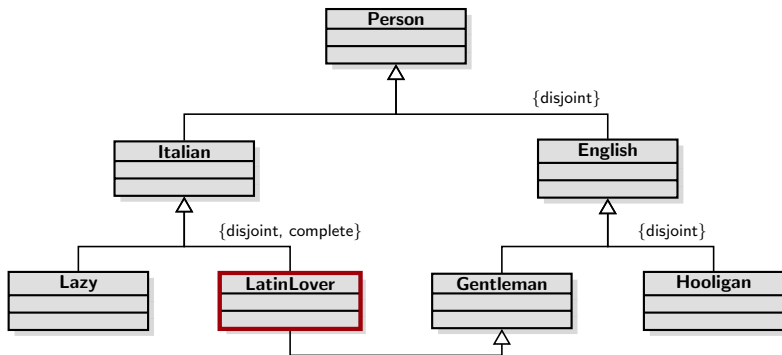 Person
{disjoint}
Italian
English
{disjoint, complete}
{disjoint}
Lazy
LatinLover
Gentleman
Hooligan